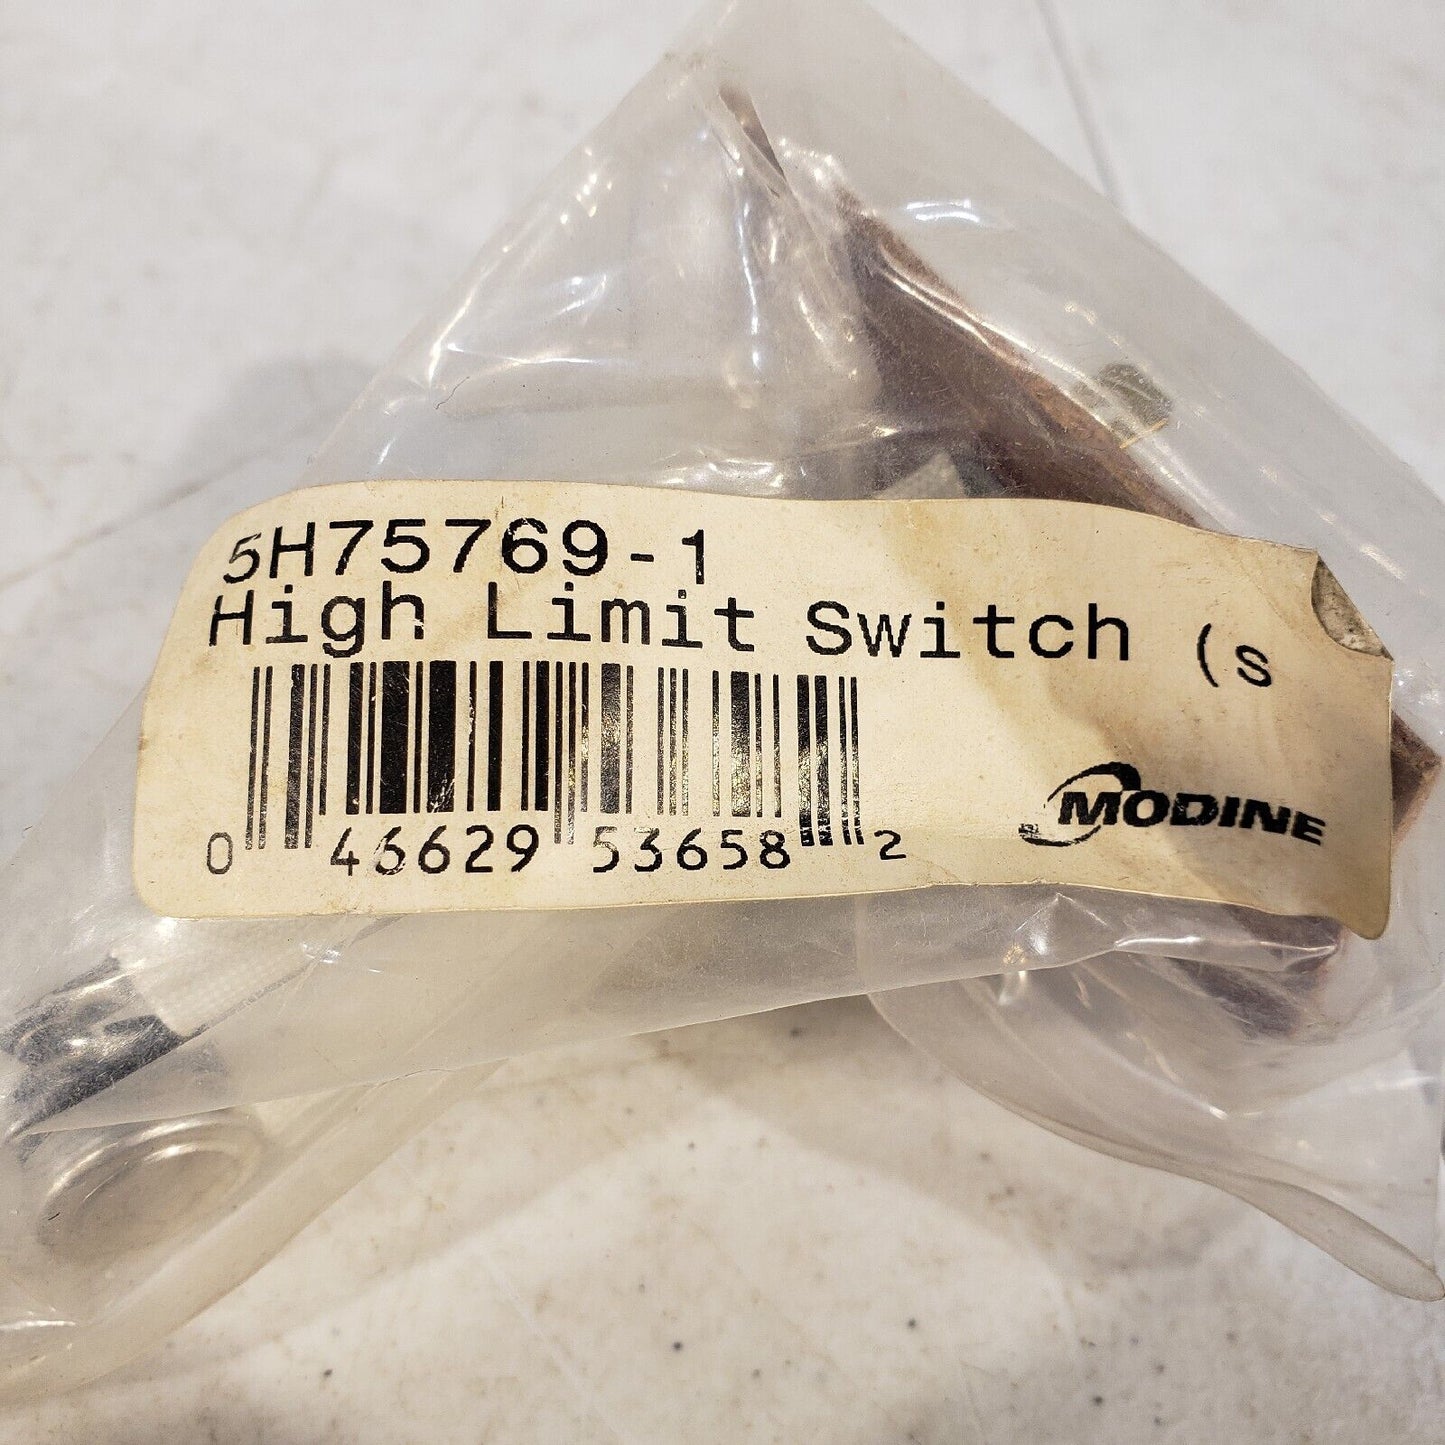 5H75769-1
High Limit Switch (s
0 46629 53658 2
MODINE